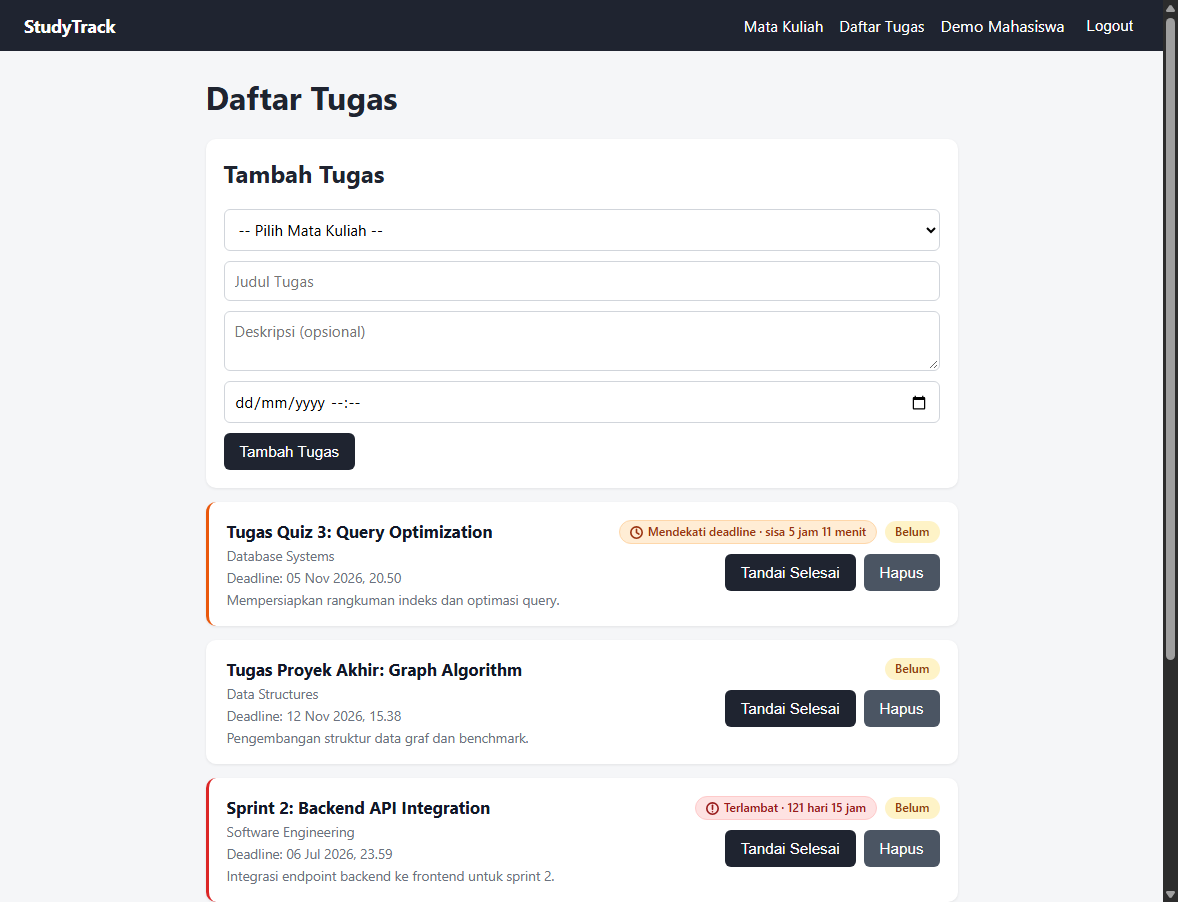 StudyTrack
Mata Kuliah Daftar Tugas Demo Mahasiswa Logout
Daftar Tugas
Tambah Tugas
-- Pilih Mata Kuliah --
Judul Tugas
Deskripsi (opsional)
dd/mm/yyyy --:--
Tambah Tugas
Tugas Quiz 3: Query Optimization
Mendekati deadline · sisa 5 jam 11 menit
Belum
Database Systems
Deadline: 05 Nov 2026, 20.50
Mempersiapkan rangkuman indeks dan optimasi query.
Tandai Selesai
Hapus
Tugas Proyek Akhir: Graph Algorithm
Belum
Data Structures
Deadline: 12 Nov 2026, 15.38
Pengembangan struktur data graf dan benchmark.
Tandai Selesai
Hapus
Sprint 2: Backend API Integration
Terlambat · 121 hari 15 jam
Belum
Software Engineering
Deadline: 06 Jul 2026, 23.59
Integrasi endpoint backend ke frontend untuk sprint 2.
Tandai Selesai
Hapus